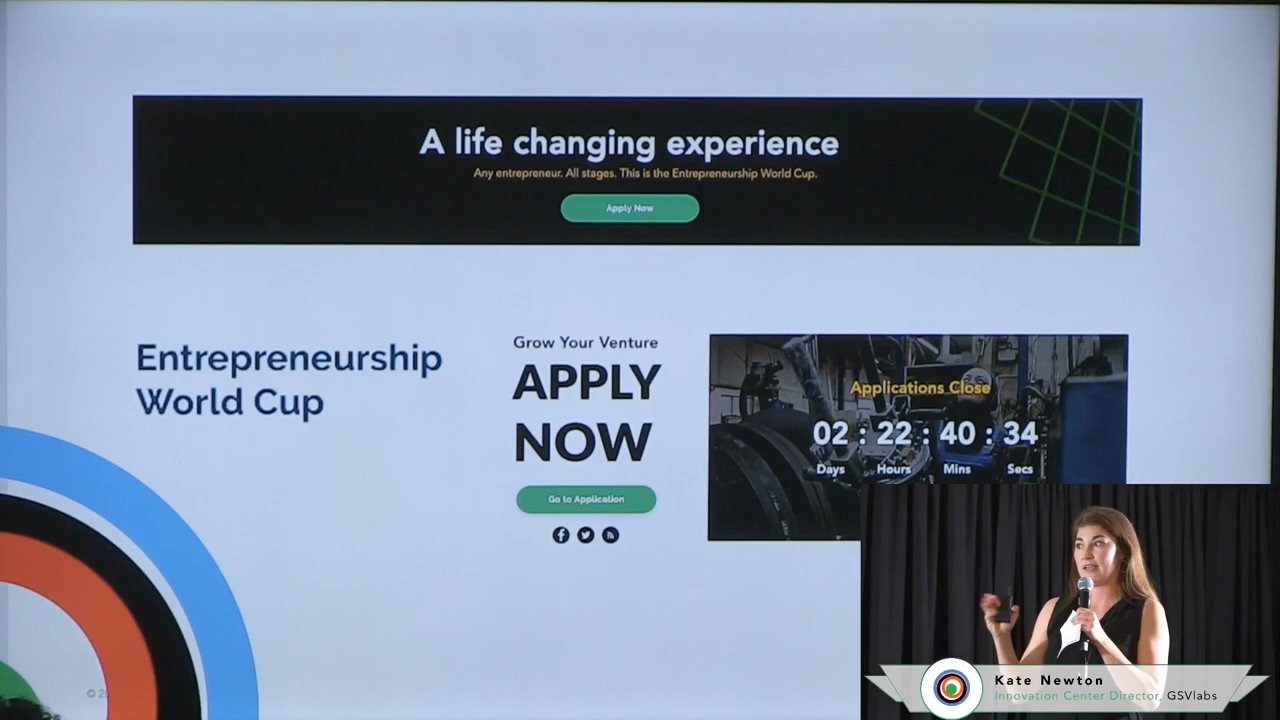 A life changing experience
Any entrepreneur. All stages. This is the Entrepreneurship World Cup.
Apply Now
Entrepreneurship
World Cup
Grow Your Venture
APPLY
NOW
Go to Application
Applications Close
02 : 22 : 40 : 34
Days Hours Mins Secs
©
Kate Newton
Innovation Center Director, GSVlabs